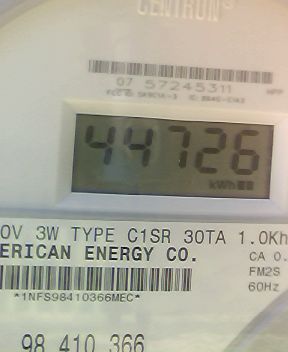 CENTRON®
07 57245311
44726
kWh
0V 3W TYPE C1SR 30TA 1.0Kh
ERICAN ENERGY CO.
CA 0.
FM2S
60Hz
*1NFS98410366MEC*
98 410 366